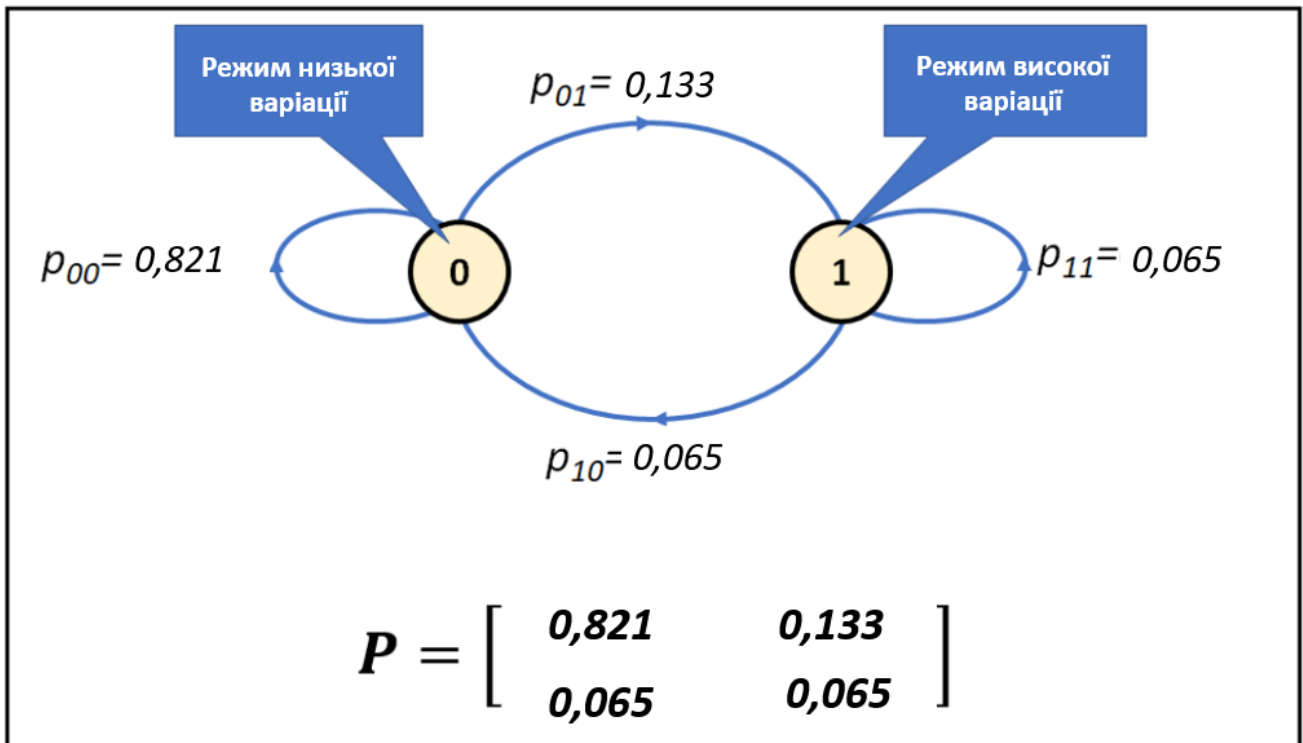 Режим низької
варіації
Режим високої
варіації
p01= 0,133
p00= 0,821
0
1
p11= 0,065
p10= 0,065
P = [ 0,821 0,133
0,065 0,065 ]